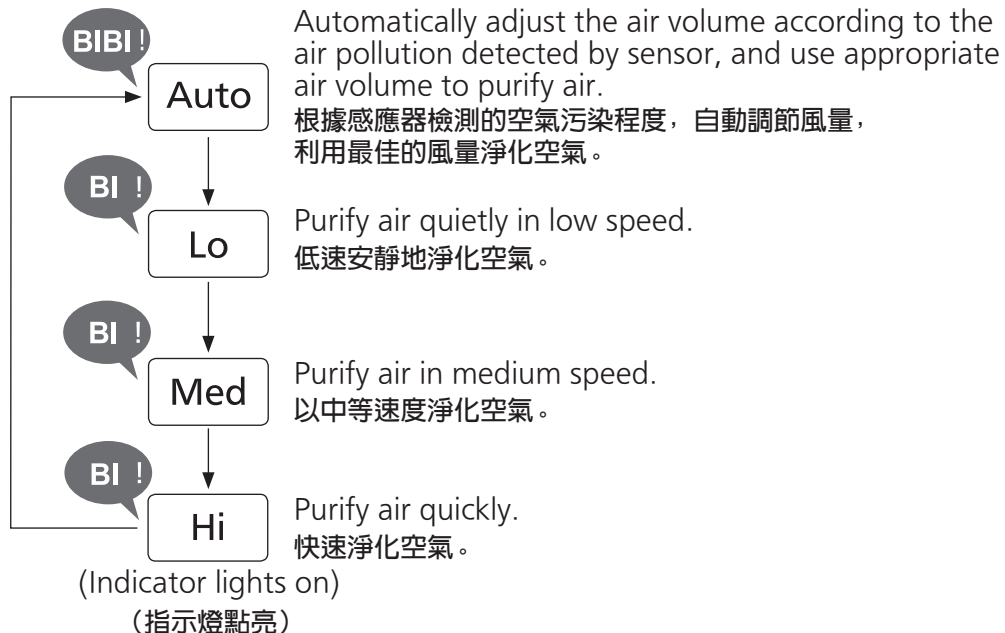 BIBI!
Auto
Automatically adjust the air volume according to the
air pollution detected by sensor, and use appropriate
air volume to purify air.
根據感應器檢測的空氣污染程度，自動調節風量，
利用最佳的風量淨化空氣。
BI !
Lo
Purify air quietly in low speed.
低速安靜地淨化空氣。
BI !
Med
Purify air in medium speed.
以中等速度淨化空氣。
BI !
Hi
Purify air quickly.
快速淨化空氣。
(Indicator lights on)
（指示燈點亮）